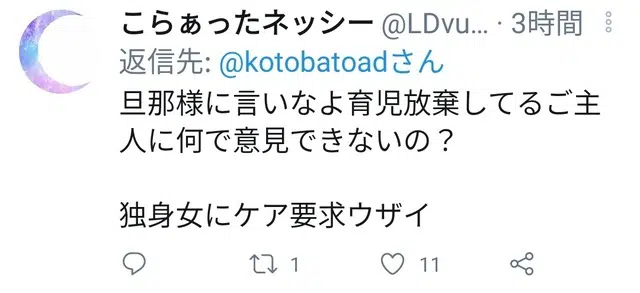 こらぁったネッシー @LDvu... · 3時間
返信先: @kotobatoadさん
旦那様に言いなよ育児放棄してるご主
人に何で意見できないの？
独身女にケア要求ウザイ
1 11